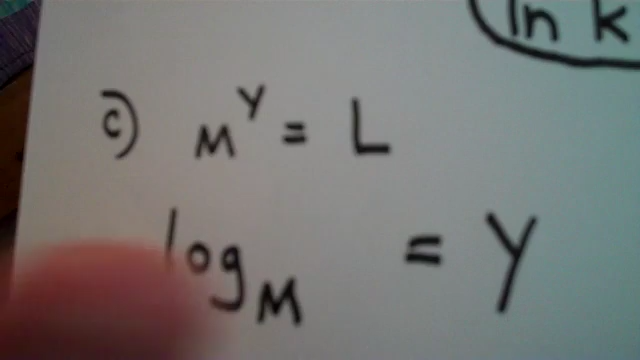 ln k
c) M^Y = L
log_M = Y